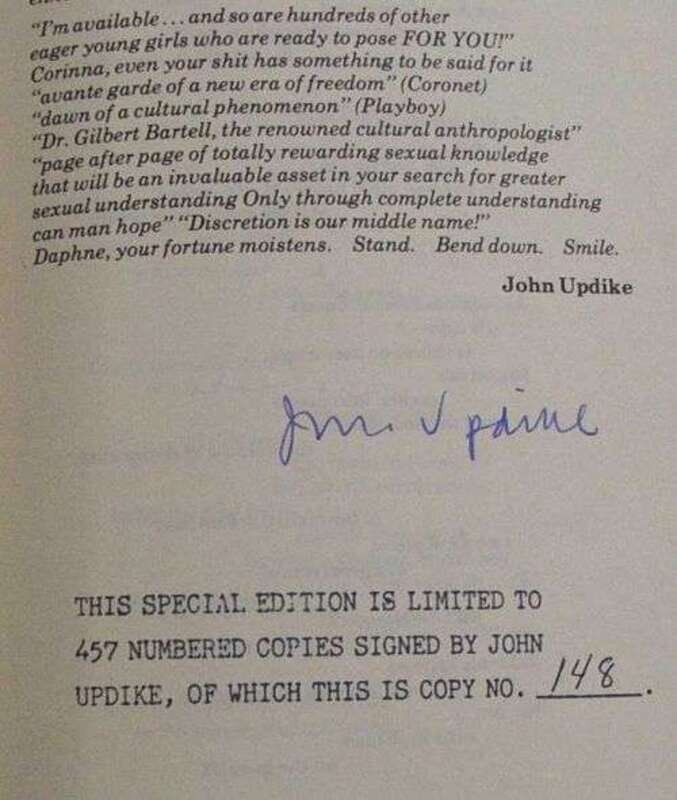 "I'm available . . . and so are hundreds of other
eager young girls who are ready to pose FOR YOU!"
Corinna, even your shit has something to be said for it
"avante garde of a new era of freedom" (Coronet)
"dawn of a cultural phenomenon" (Playboy)
"Dr. Gilbert Bartell, the renowned cultural anthropologist"
"page after page of totally rewarding sexual knowledge
that will be an invaluable asset in your search for greater
sexual understanding Only through complete understanding
can man hope" "Discretion is our middle name!"
Daphne, your fortune moistens. Stand. Bend down. Smile.
John Updike
John Updike
THIS SPECIAL EDITION IS LIMITED TO
457 NUMBERED COPIES SIGNED BY JOHN
UPDIKE, OF WHICH THIS IS COPY NO. 148.